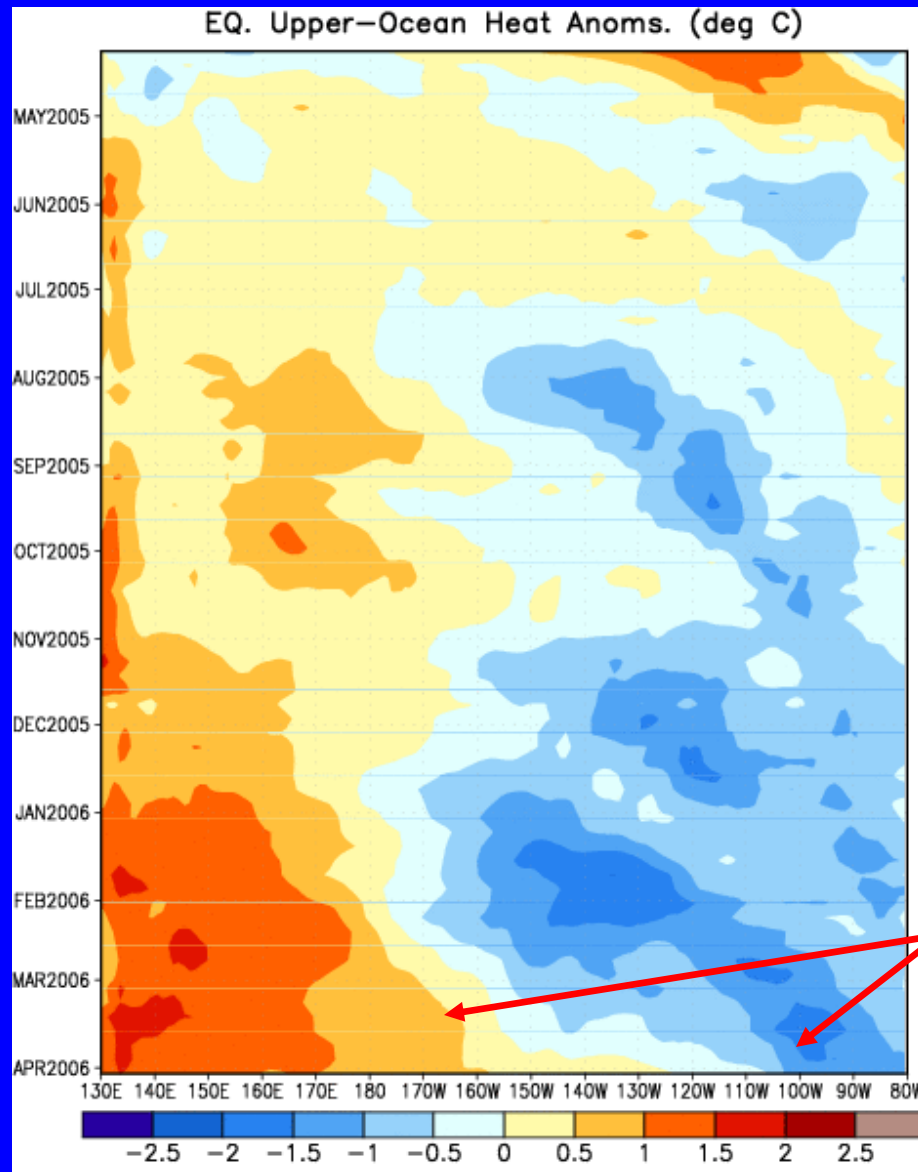 EQ. Upper-Ocean Heat Anoms. (deg C)
MAY2005
JUN2005
JUL2005
AUG2005
SEP2005
OCT2005
NOV2005
DEC2005
JAN2006
FEB2006
MAR2006
APR2006
130E 140E 150E 160E 170E 180 170W 160W 150W 140W 130W 120W 110W 100W 90W 80W
-2.5 -2 -1.5 -1 -0.5 0 0.5 1 1.5 2 2.5